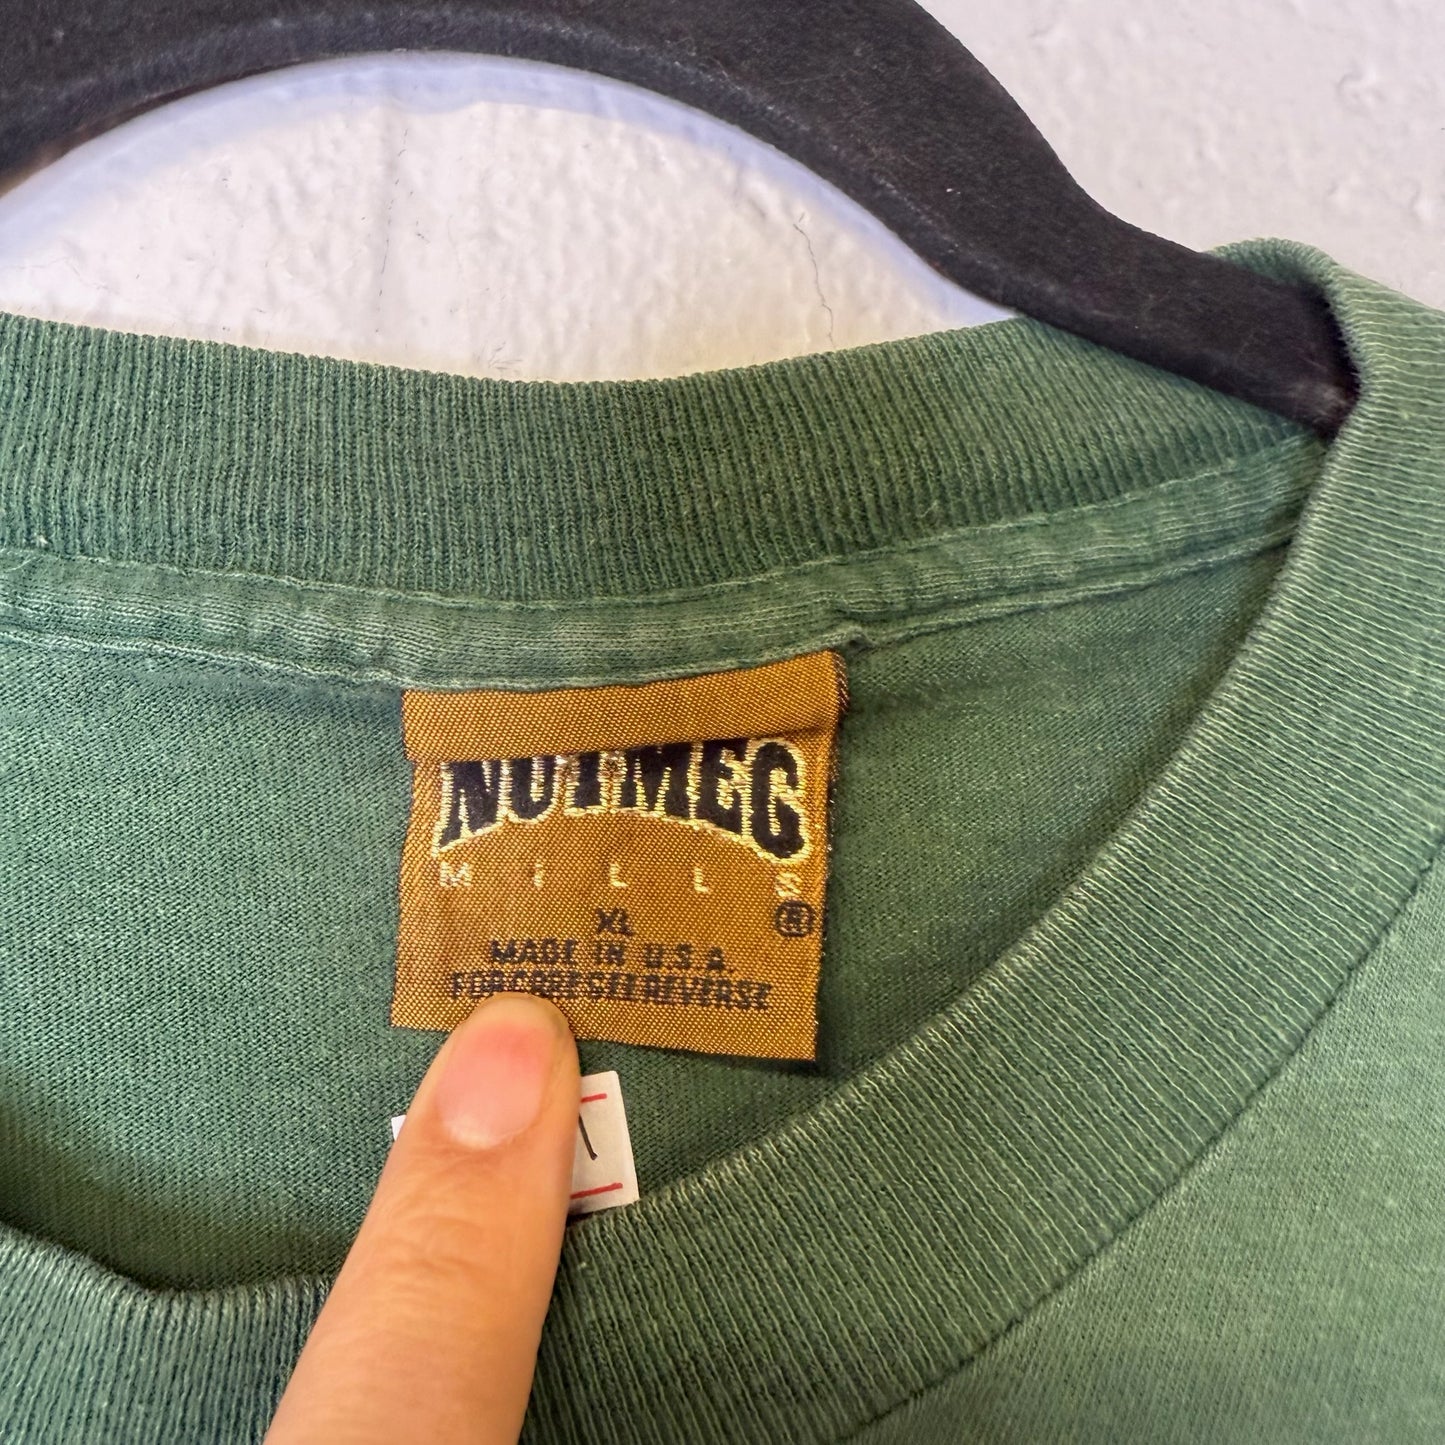 NUTMEG
MILLS
®
XL
MADE IN U.S.A.
FOR CARE SEE REVERSE